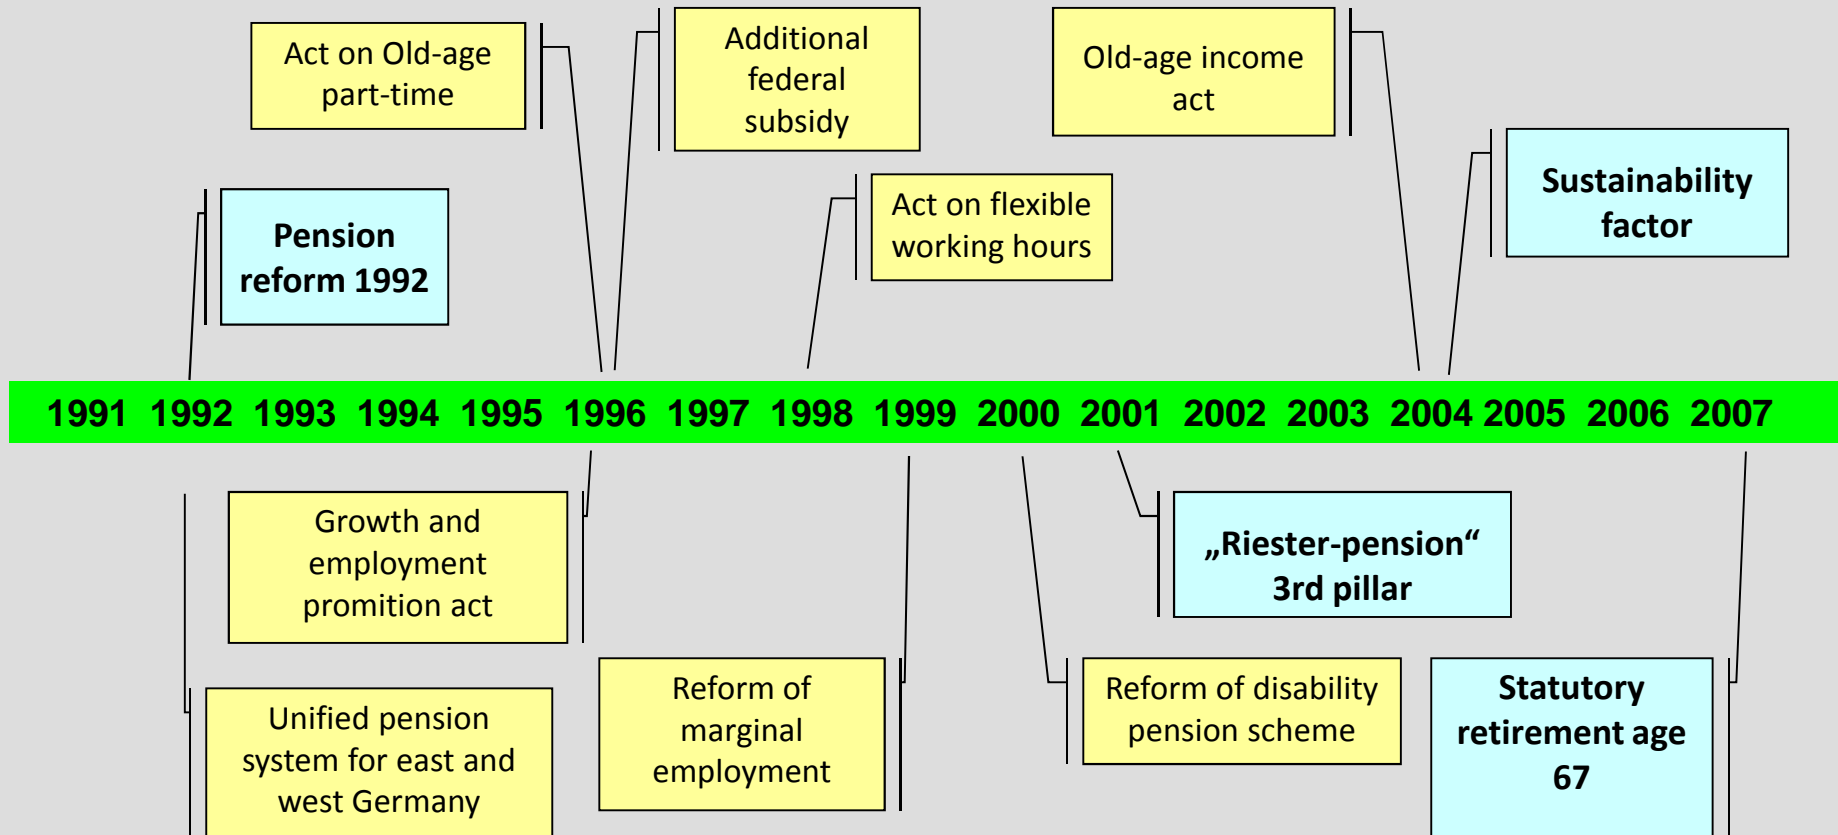 Act on Old-age
part-time
Additional
federal
subsidy
Old-age income
act
Pension
reform 1992
Act on flexible
working hours
Sustainability
factor
1991 1992 1993 1994 1995 1996 1997 1998 1999 2000 2001 2002 2003 2004 2005 2006 2007
Growth and
employment
promition act
„Riester-pension“
3rd pillar
Unified pension
system for east and
west Germany
Reform of
marginal
employment
Reform of disability
pension scheme
Statutory
retirement age
67